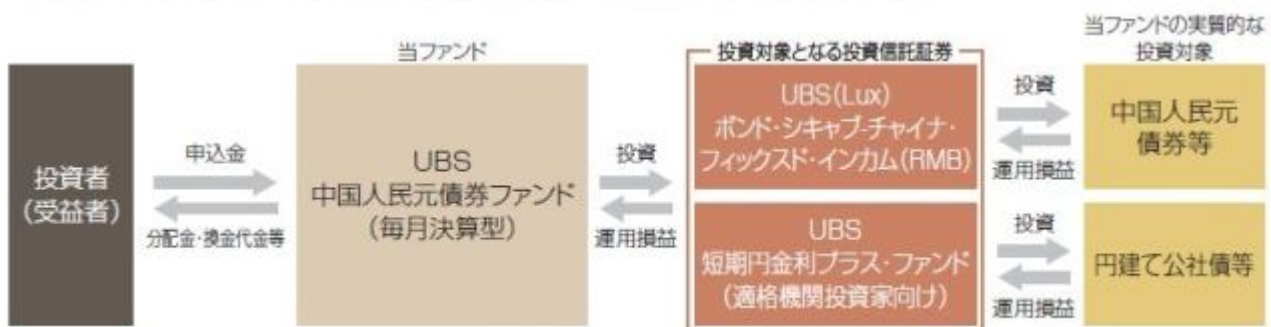 投資者
(受益者)
申込金
分配金・換金代金等
当ファンド
UBS
中国人民元債券ファンド
(毎月決算型)
投資
運用損益
投資対象となる投資信託証券
UBS(Lux)
ボンド・シキャブ-チャイナ・
フィックスド・インカム(RMB)
UBS
短期円金利プラス・ファンド
(適格機関投資家向け)
投資
運用損益
投資
運用損益
当ファンドの実質的な
投資対象
中国人民元
債券等
円建て公社債等